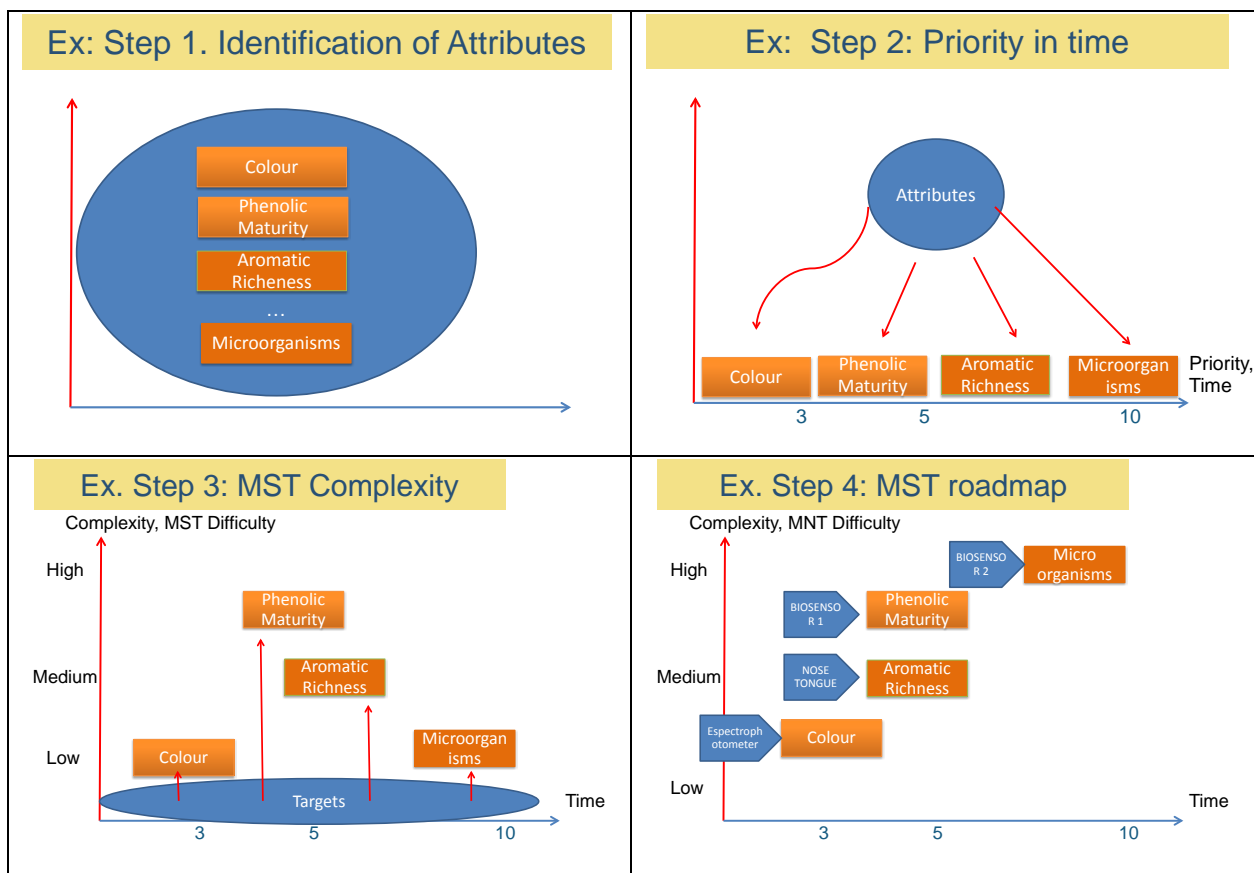 Ex: Step 1. Identification of Attributes
Colour
Phenolic
Maturity
Aromatic
Richeness
...
Microorganisms
Ex: Step 2: Priority in time
Attributes
Colour
Phenolic
Maturity
Aromatic
Richness
Microorgan
isms
Priority,
Time
3
5
10
Ex. Step 3: MST Complexity
Complexity, MST Difficulty
High
Phenolic
Maturity
Medium
Aromatic
Richness
Low
Colour
Microorgan
isms
Targets
Time
3
5
10
Ex. Step 4: MST roadmap
Complexity, MNT Difficulty
High
BIOSENSO
R 2
Micro
organisms
BIOSENSO
R 1
Phenolic
Maturity
Medium
NOSE
TONGUE
Aromatic
Richness
Espectroph
otometer
Colour
Low
Time
3
5
10